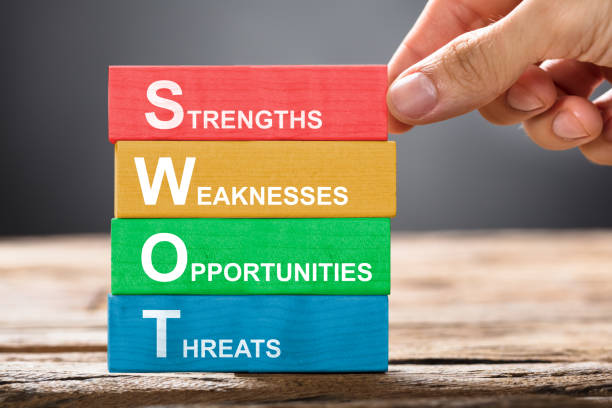 STRENGTHS
WEAKNESSES
OPPORTUNITIES
THREATS